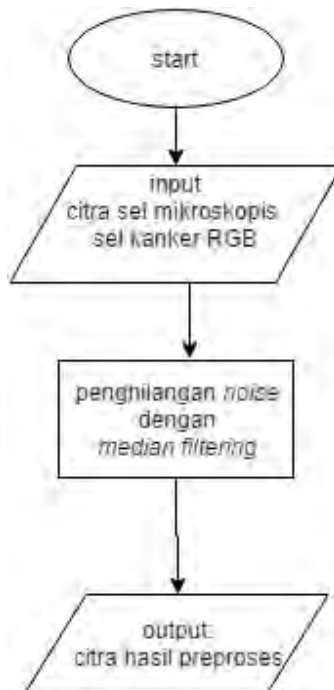 start
input
citra sel mikroskopis
sel kanker RGB
penghilangan noise
dengan
median filtering
output
citra hasil preproses